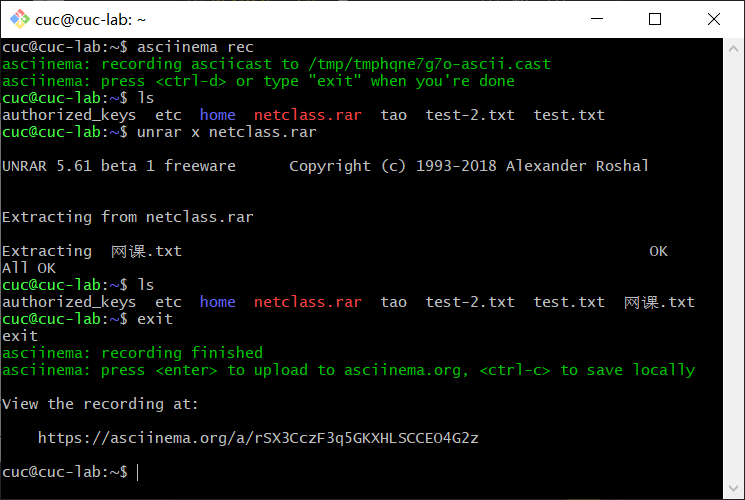 cuc@cuc-lab: ~
cuc@cuc-lab:~$ asciinema rec
asciinema: recording asciicast to /tmp/tmphqne7g7o-ascii.cast
asciinema: press <ctrl-d> or type "exit" when you're done
cuc@cuc-lab:~$ ls
authorized_keys  etc  home  netclass.rar  tao  test-2.txt  test.txt
cuc@cuc-lab:~$ unrar x netclass.rar
UNRAR 5.61 beta 1 freeware      Copyright (c) 1993-2018 Alexander Roshal
Extracting from netclass.rar
Extracting  网课.txt                                                    OK
All OK
cuc@cuc-lab:~$ ls
authorized_keys  etc  home  netclass.rar  tao  test-2.txt  test.txt  网课.txt
cuc@cuc-lab:~$ exit
exit
asciinema: recording finished
asciinema: press <enter> to upload to asciinema.org, <ctrl-c> to save locally
View the recording at:
https://asciinema.org/a/rSX3CczF3q5GKXHLSCCEO4G2z
cuc@cuc-lab:~$